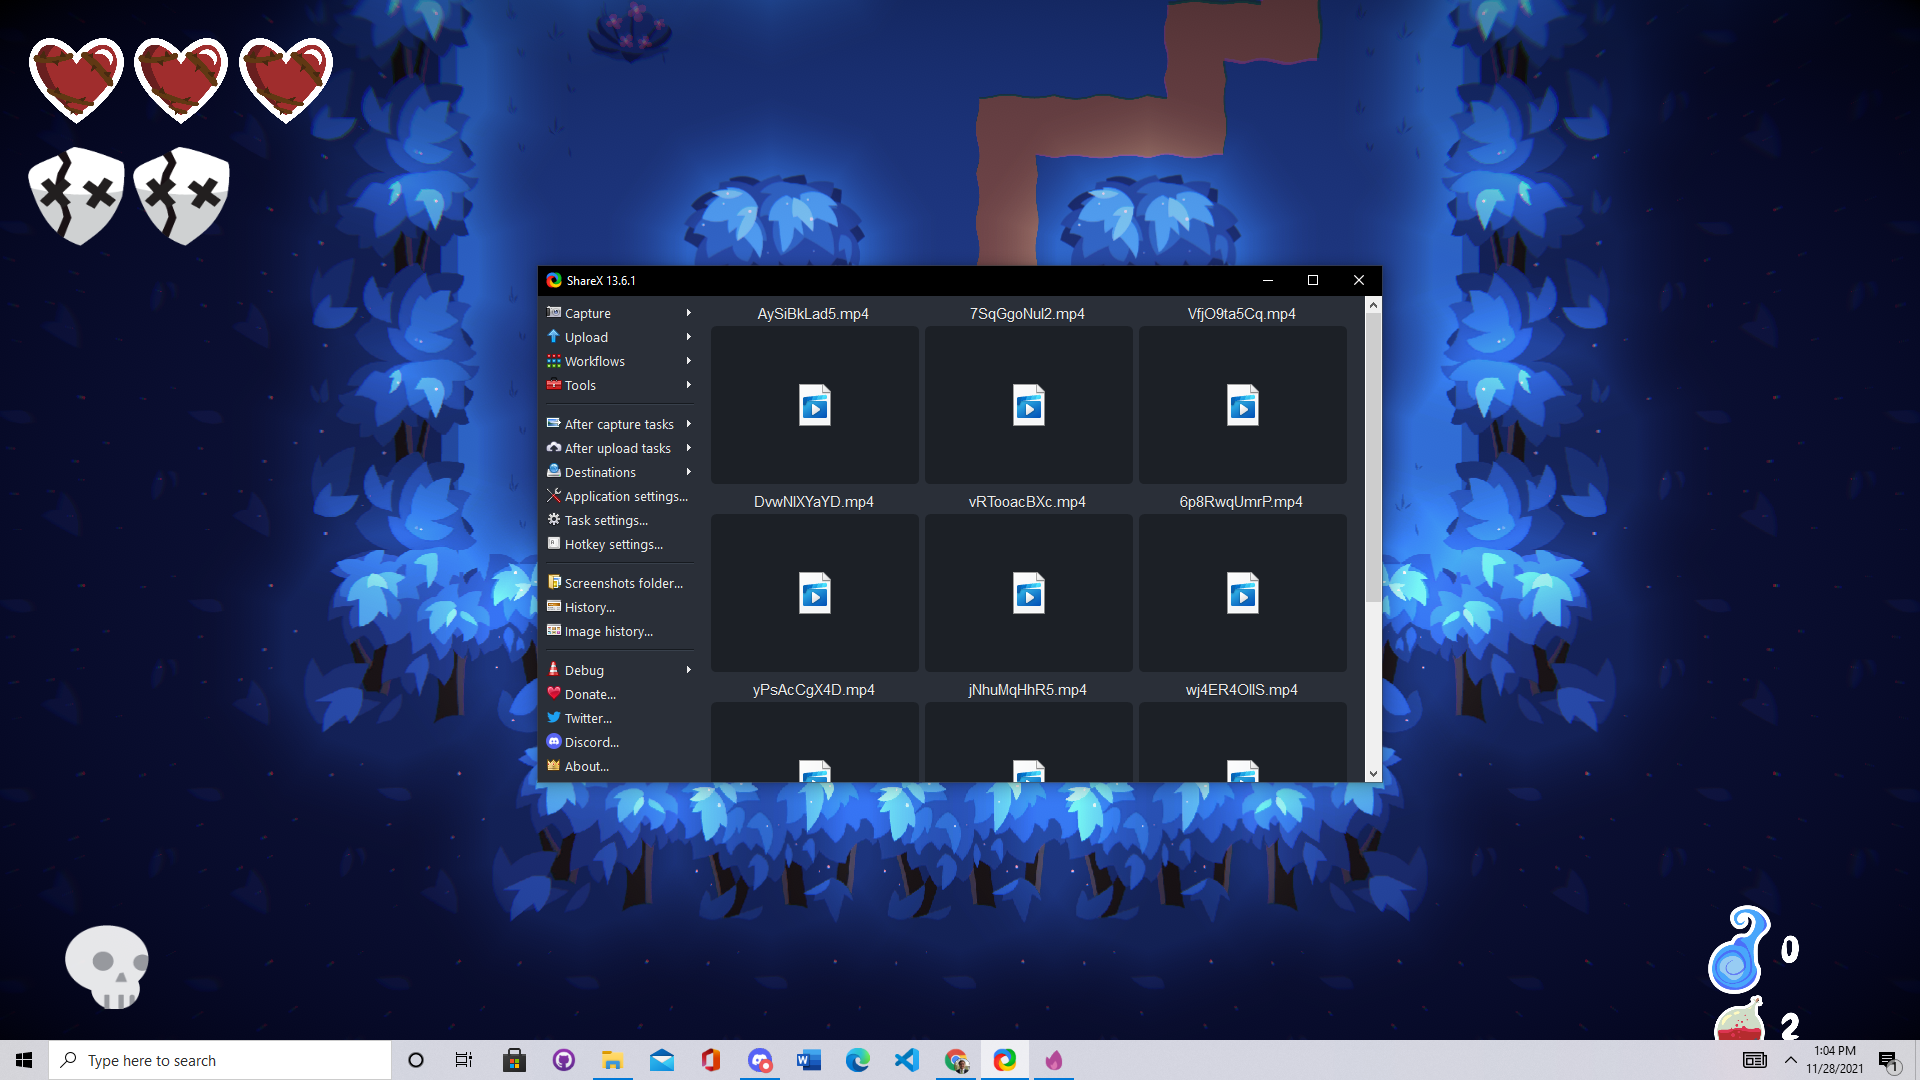 ShareX 13.6.1
Capture
Upload
Workflows
Tools
After capture tasks
After upload tasks
Destinations
Application settings...
Task settings...
Hotkey settings...
Screenshots folder...
History...
Image history...
Debug
Donate...
Twitter...
Discord...
About...
AySiBkLad5.mp4 7SqGgoNul2.mp4 VfjO9ta5Cq.mp4
DvwNlXYaYD.mp4 vRTooacBXc.mp4 6p8RwqUmrP.mp4
yPsAcCgX4D.mp4 jNhuMqHhR5.mp4 wj4ER4OllS.mp4
0
2
Type here to search
1:04 PM
11/28/2021
1